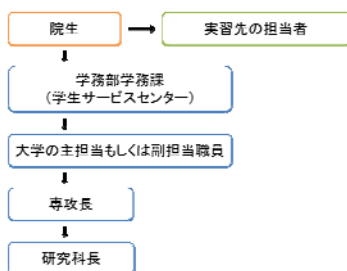 院生
実習先の担当者
学務部学務課
(学生サービスセンター)
大学の主担当もしくは副担当職員
専攻長
研究科長